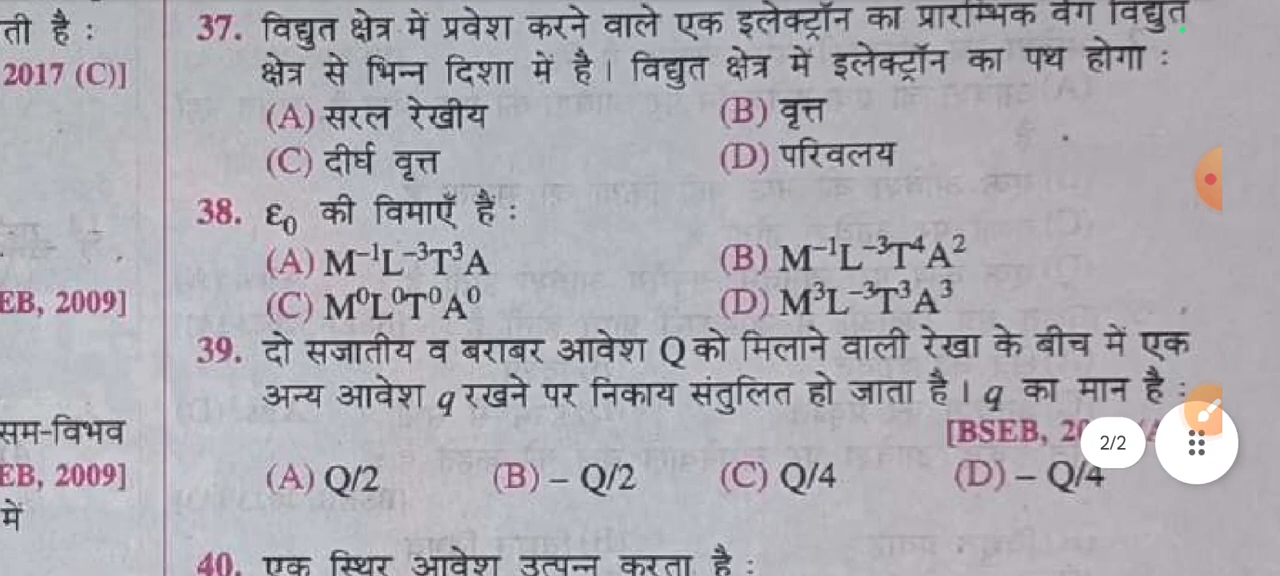 ती है :
2017 (C)]
EB, 2009]
सम-विभव
EB, 2009]
में
37. विद्युत क्षेत्र में प्रवेश करने वाले एक इलेक्ट्रॉन का प्रारम्भिक वेग विद्युत
क्षेत्र से भिन्न दिशा में है। विद्युत क्षेत्र में इलेक्ट्रॉन का पथ होगा :
(A) सरल रेखीय (B) वृत्त
(C) दीर्घ वृत्त (D) परिवलय
38. ε₀ की विमाएँ हैं :
(A) M⁻¹L⁻³T³A (B) M⁻¹L⁻³T⁴A²
(C) M⁰L⁰T⁰A⁰ (D) M³L⁻³T³A³
39. दो सजातीय व बराबर आवेश Q को मिलाने वाली रेखा के बीच में एक
अन्य आवेश q रखने पर निकाय संतुलित हो जाता है। q का मान है :
[BSEB,
2/2
(A) Q/2 (B) – Q/2 (C) Q/4 (D) – Q/4
40. एक स्थिर आवेश उत्पन्न करता है :